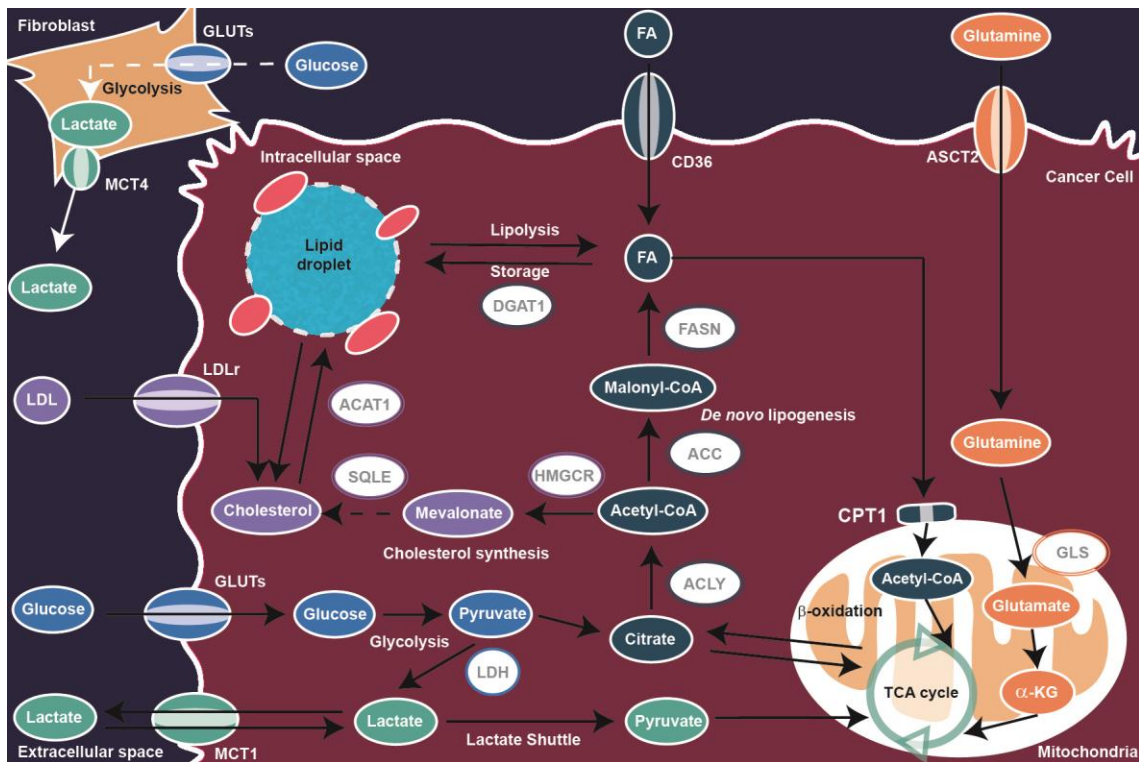 Fibroblast
GLUTs
Glucose
FA
Glutamine
Glycolysis
Lactate
MCT4
Intracellular space
CD36
ASCT2
Cancer Cell
Lipid
droplet
Lipolysis
Storage
DGAT1
FA
Lactate
FASN
LDLr
LDL
ACAT1
Malonyl-CoA
De novo lipogenesis
Glutamine
ACC
SQLE
HMGCR
Cholesterol
Mevalonate
Acetyl-CoA
CPT1
Cholesterol synthesis
GLS
GLUTs
ACLY
Acetyl-CoA
Glucose
Glucose
Pyruvate
β-oxidation
Glutamate
Glycolysis
Citrate
LDH
TCA cycle
α-KG
Lactate
Lactate
Pyruvate
Lactate Shuttle
Extracellular space
MCT1
Mitochondria